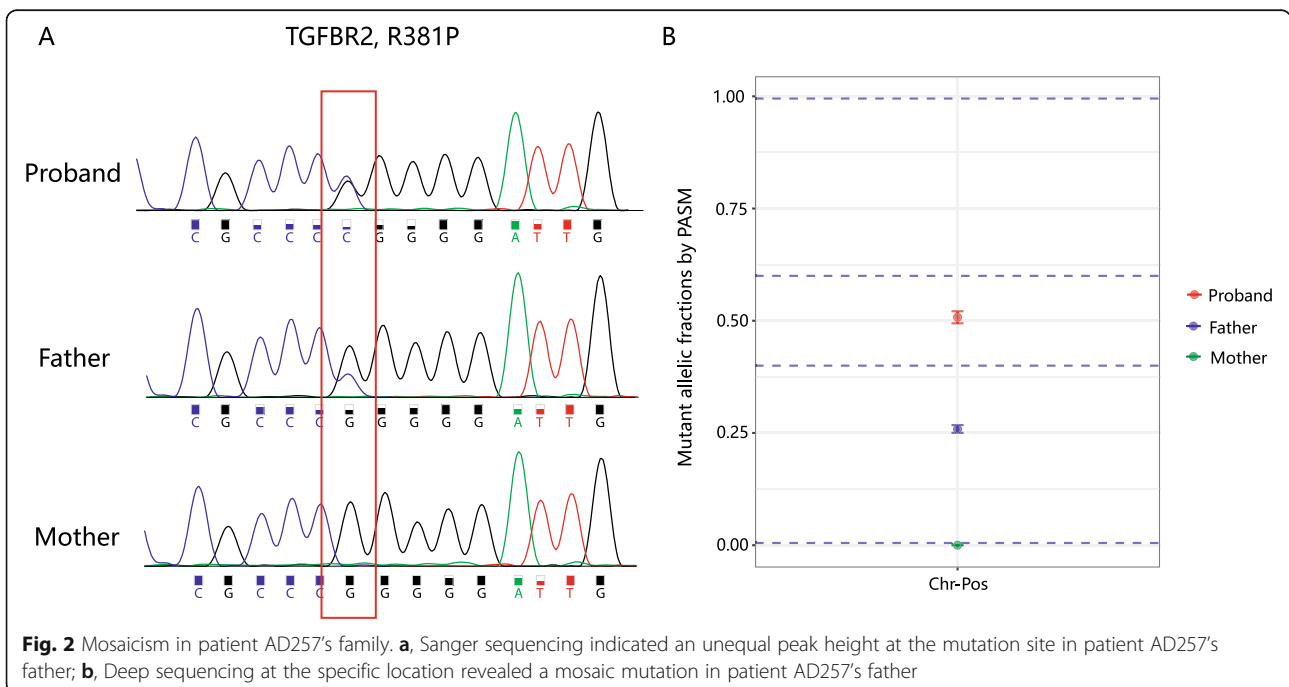 A
TGFBR2, R381P
Proband
C G C C C C G G G G A T T G
Father
C G C C C G G G G G A T T G
Mother
C G C C C G G G G G A T T G
B
Mutant allelic fractions by PASM
1.00
0.75
0.50
0.25
0.00
Chr-Pos
Proband
Father
Mother
Fig. 2 Mosaicism in patient AD257's family. a, Sanger sequencing indicated an unequal peak height at the mutation site in patient AD257's
father; b, Deep sequencing at the specific location revealed a mosaic mutation in patient AD257's father